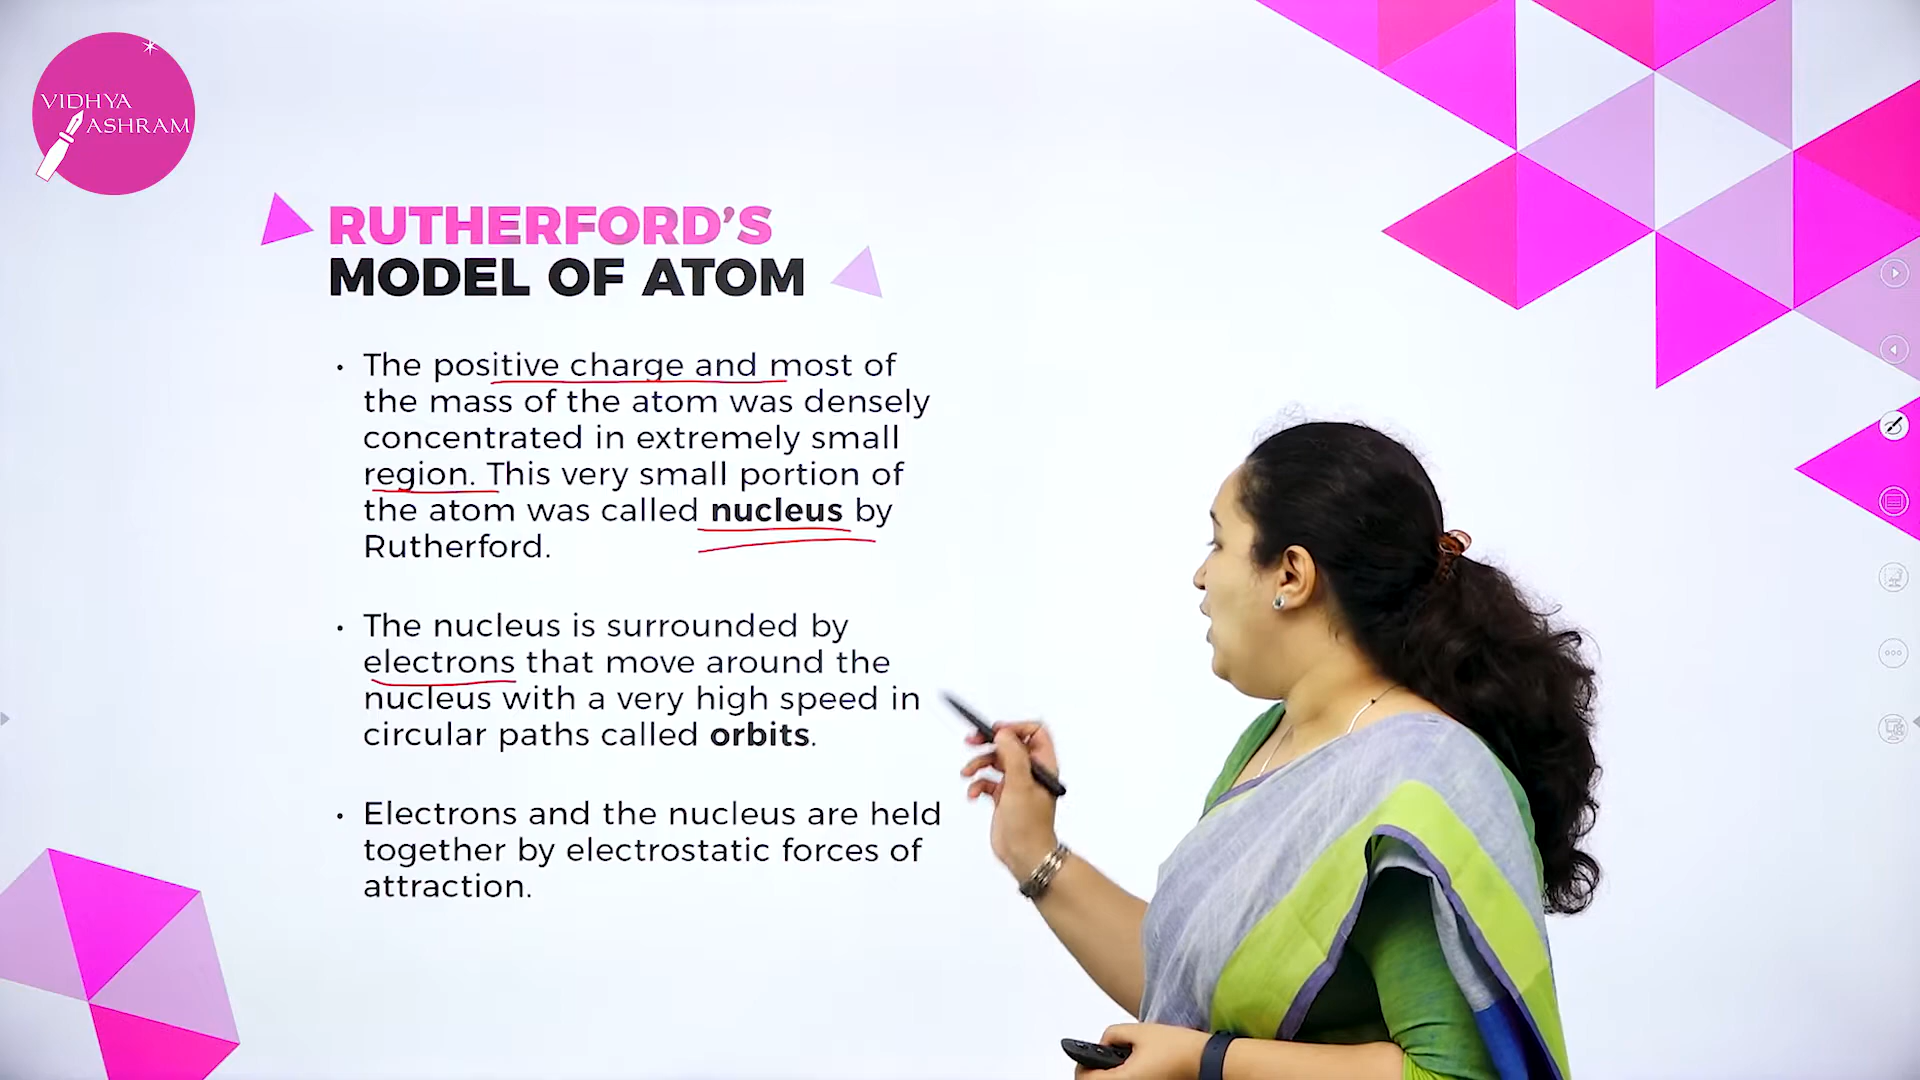 VIDHYA
ASHRAM
RUTHERFORD'S
MODEL OF ATOM
• The positive charge and most of
the mass of the atom was densely
concentrated in extremely small
region. This very small portion of
the atom was called nucleus by
Rutherford.
• The nucleus is surrounded by
electrons that move around the
nucleus with a very high speed in
circular paths called orbits.
• Electrons and the nucleus are held
together by electrostatic forces of
attraction.